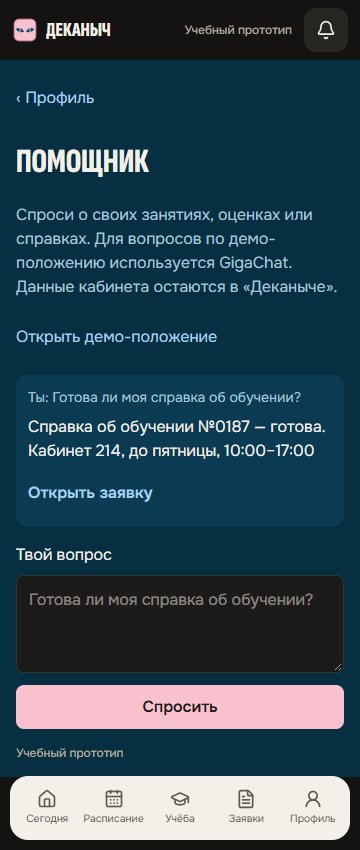 ДЕКАНЫЧ
Учебный прототип
‹ Профиль
ПОМОЩНИК
Спроси о своих занятиях, оценках или
справках. Для вопросов по демо-
положению используется GigaChat.
Данные кабинета остаются в «Деканыче».
Открыть демо-положение
Ты: Готова ли моя справка об обучении?
Справка об обучении №0187 — готова.
Кабинет 214, до пятницы, 10:00–17:00
Открыть заявку
Твой вопрос
Готова ли моя справка об обучении?
Спросить
Учебный прототип
Сегодня
Расписание
Учёба
Заявки
Профиль